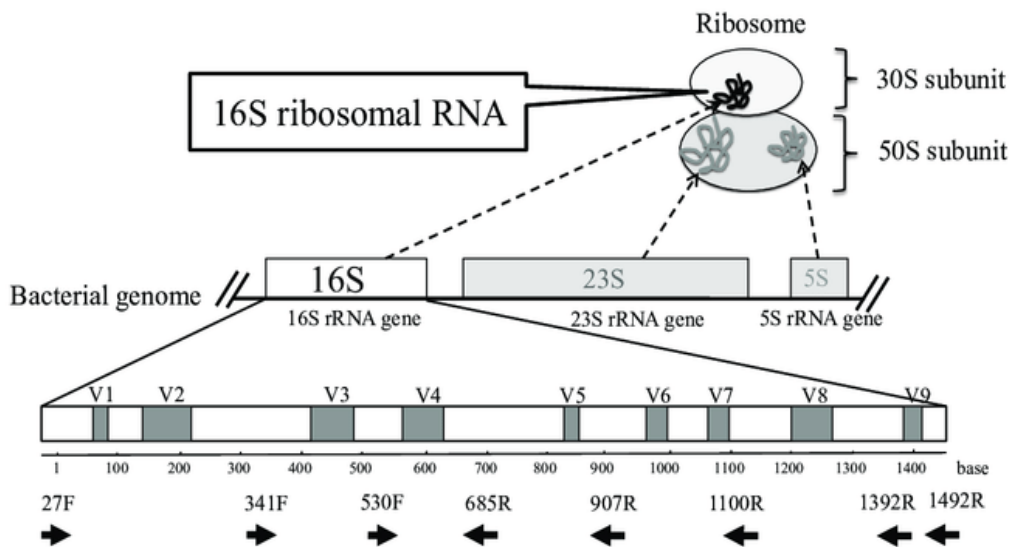 Ribosome
16S ribosomal RNA
30S subunit
50S subunit
Bacterial genome
16S
23S
5S
16S rRNA gene
23S rRNA gene
5S rRNA gene
V1 V2 V3 V4 V5 V6 V7 V8 V9
1 100 200 300 400 500 600 700 800 900 1000 1100 1200 1300 1400 base
27F 341F 530F 685R 907R 1100R 1392R 1492R